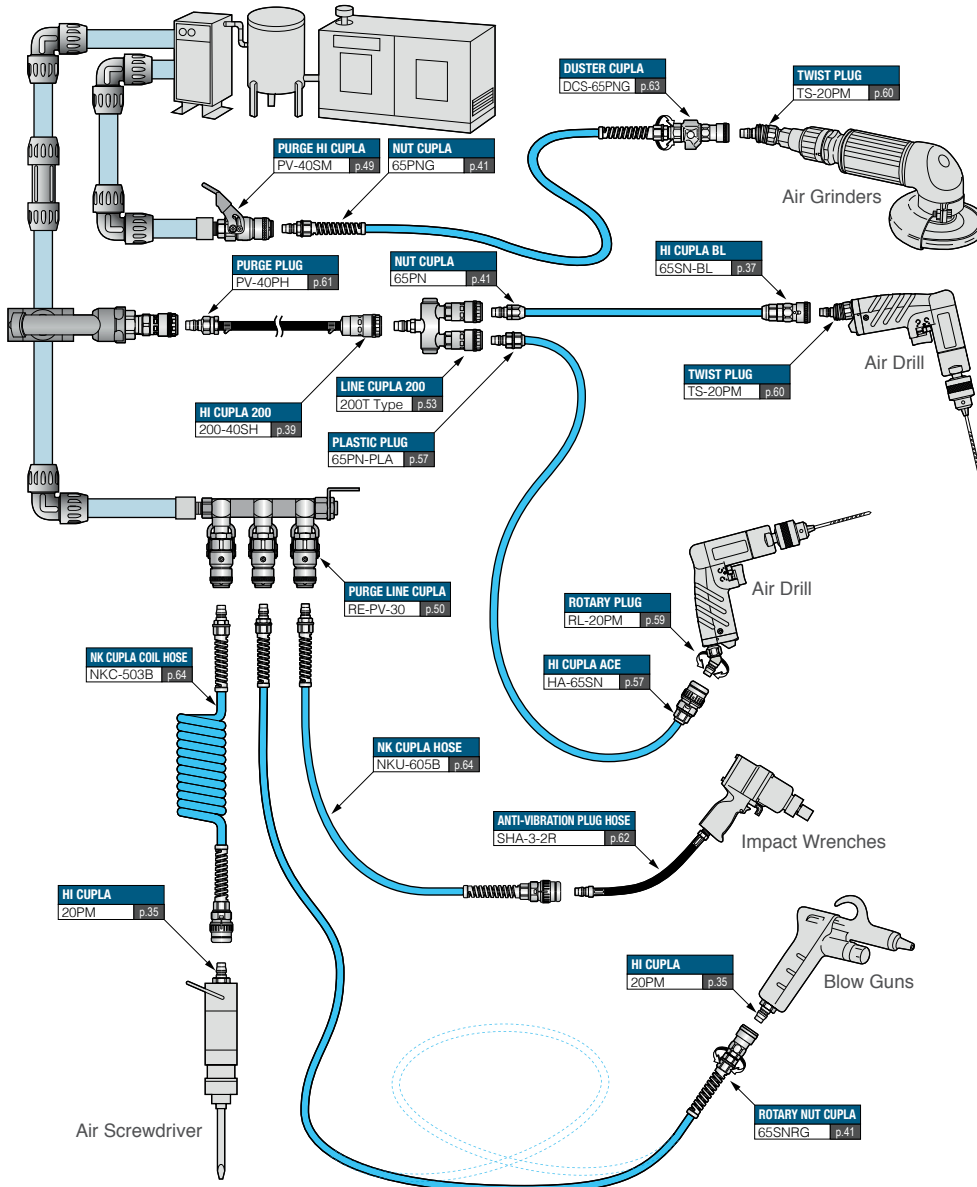 DUSTER CUPLA
DCS-65PNG p.63
TWIST PLUG
TS-20PM p.60
Air Grinders
PURGE HI CUPLA
PV-40SM p.49
NUT CUPLA
65PNG p.41
PURGE PLUG
PV-40PH p.61
NUT CUPLA
65PN p.41
HI CUPLA BL
65SN-BL p.37
Air Drill
TWIST PLUG
TS-20PM p.60
LINE CUPLA 200
200T Type p.53
HI CUPLA 200
200-40SH p.39
PLASTIC PLUG
65PN-PLA p.57
PURGE LINE CUPLA
RE-PV-30 p.50
Air Drill
ROTARY PLUG
RL-20PM p.59
HI CUPLA ACE
HA-65SN p.57
NK CUPLA COIL HOSE
NKC-503B p.64
NK CUPLA HOSE
NKU-605B p.64
ANTI-VIBRATION PLUG HOSE
SHA-3-2R p.62
Impact Wrenches
HI CUPLA
20PM p.35
HI CUPLA
20PM p.35
Blow Guns
ROTARY NUT CUPLA
65SNRG p.41
Air Screwdriver